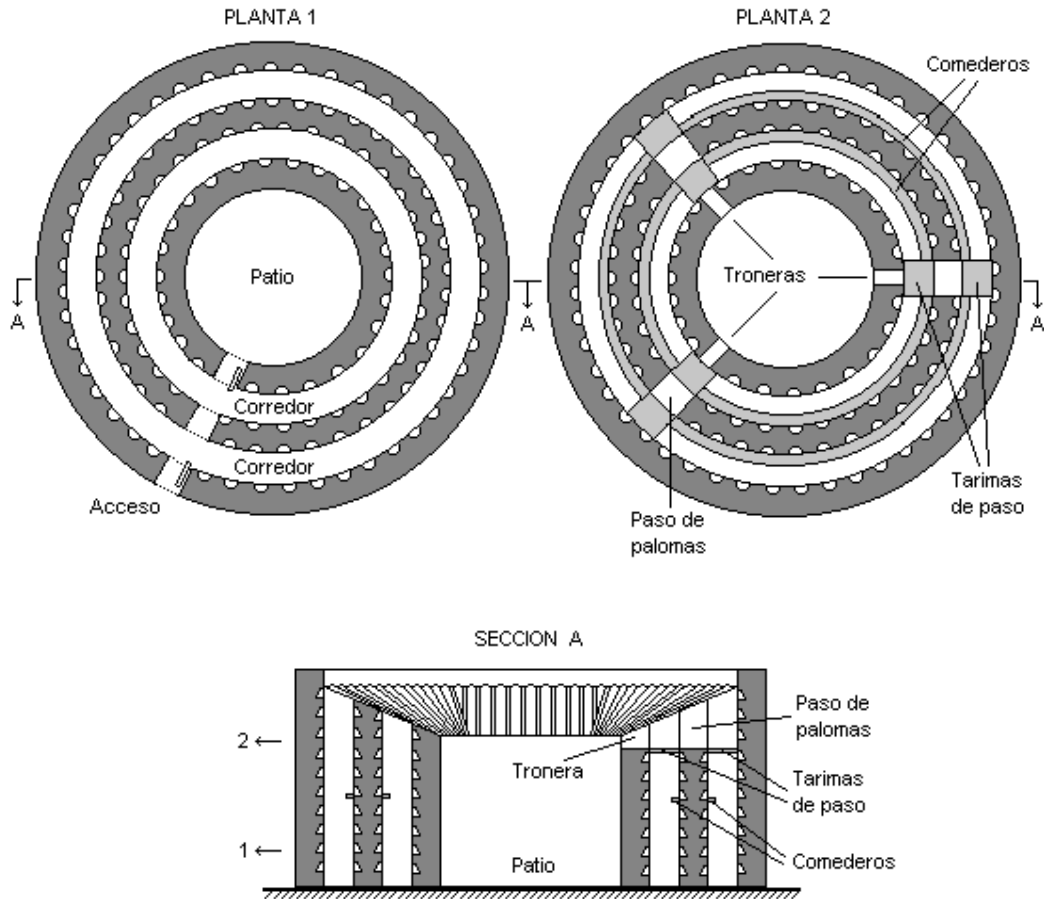 PLANTA 1
Patio
A
A
Corredor
Corredor
Acceso
PLANTA 2
Comederos
Troneras
A
Tarimas
de paso
Paso de
palomas
SECCION A
Paso de
palomas
2
Tronera
Tarimas
de paso
1
Patio
Comederos